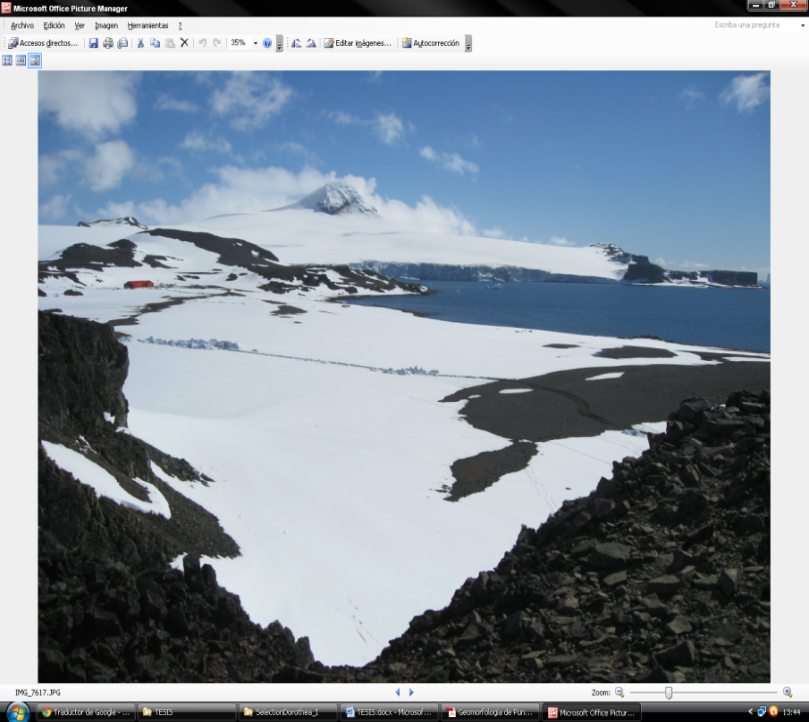 Microsoft Office Picture Manager
Archivo Edición Ver Imagen Herramientas ? Escriba una pregunta
Accesos directos... 35% Editar imágenes... Autocorrección
IMG_7617.JPG Zoom:
Traductor de Google - ... TESIS SelectionDorothea_1 TESIS.docx - Microsof... Geomorfologia de Pun... Microsoft Office Pictur... 13:44